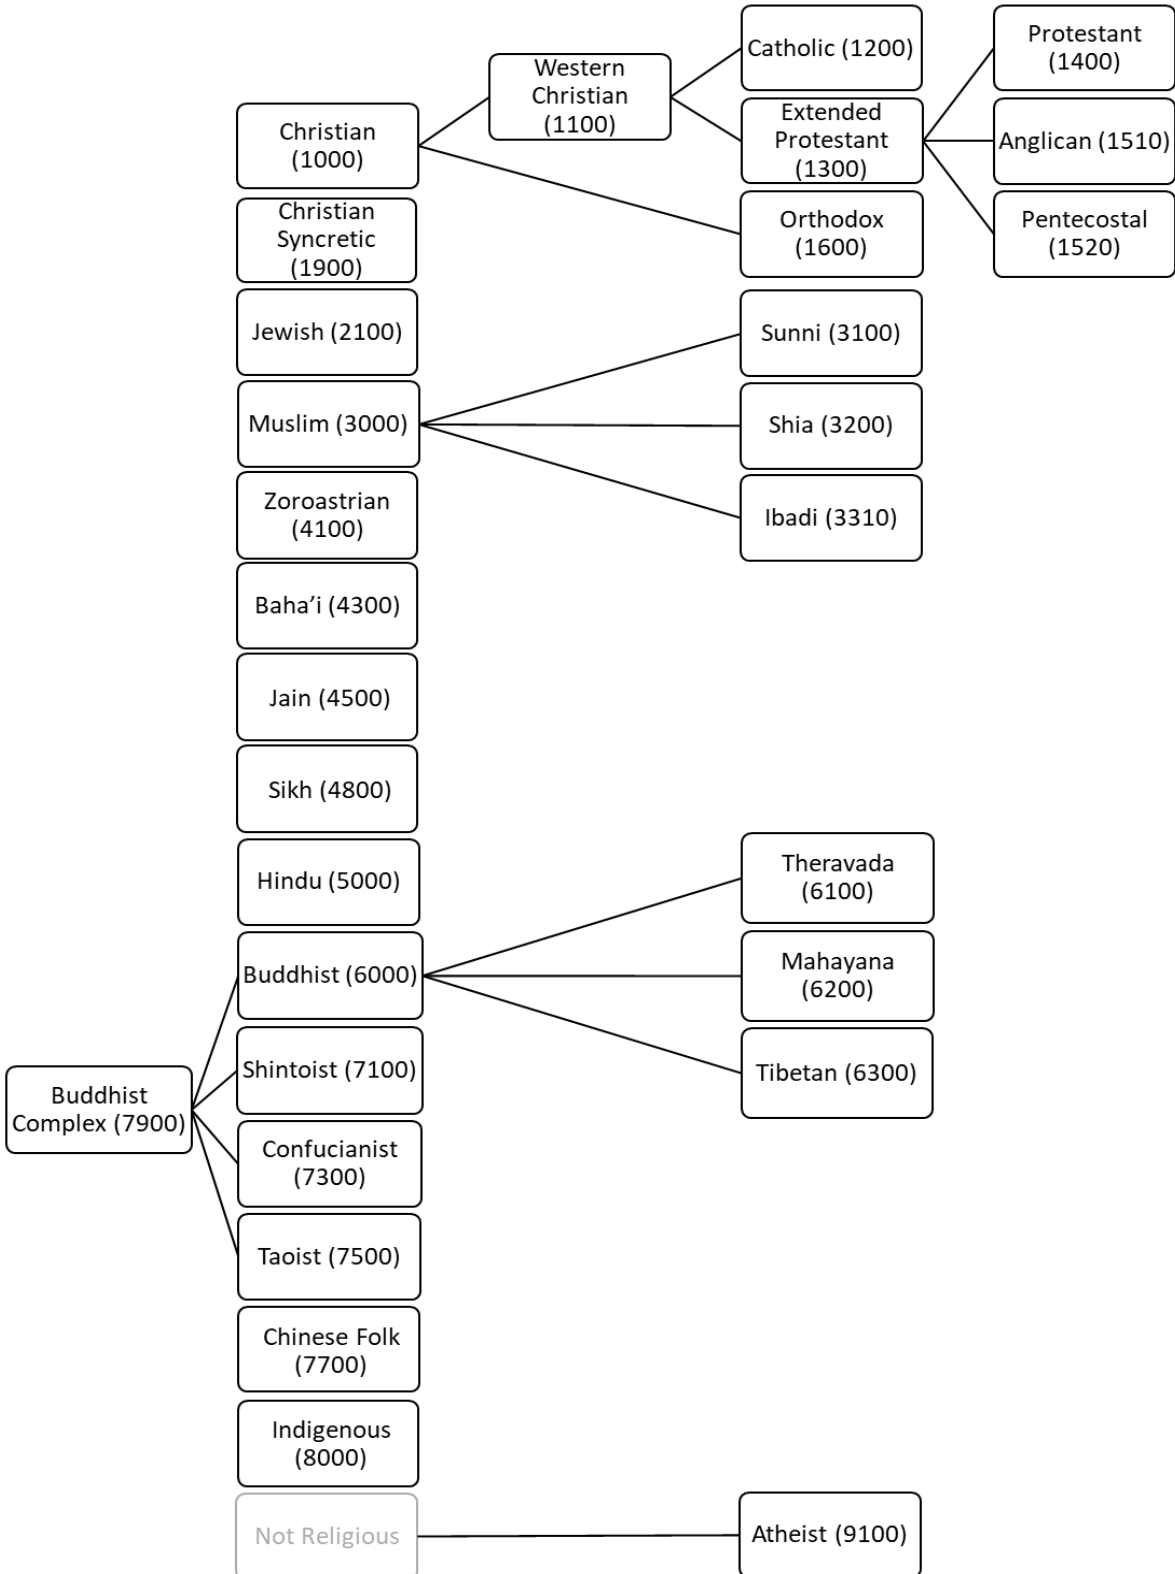 Christian
(1000)
Western
Christian
(1100)
Catholic (1200)
Extended
Protestant
(1300)
Protestant
(1400)
Anglican (1510)
Pentecostal
(1520)
Orthodox
(1600)
Christian
Syncretic
(1900)
Jewish (2100)
Muslim (3000)
Sunni (3100)
Shia (3200)
Ibadi (3310)
Zoroastrian
(4100)
Baha’i (4300)
Jain (4500)
Sikh (4800)
Hindu (5000)
Buddhist
Complex (7900)
Buddhist (6000)
Theravada
(6100)
Mahayana
(6200)
Tibetan (6300)
Shintoist (7100)
Confucianist
(7300)
Taoist (7500)
Chinese Folk
(7700)
Indigenous
(8000)
Not Religious
Atheist (9100)